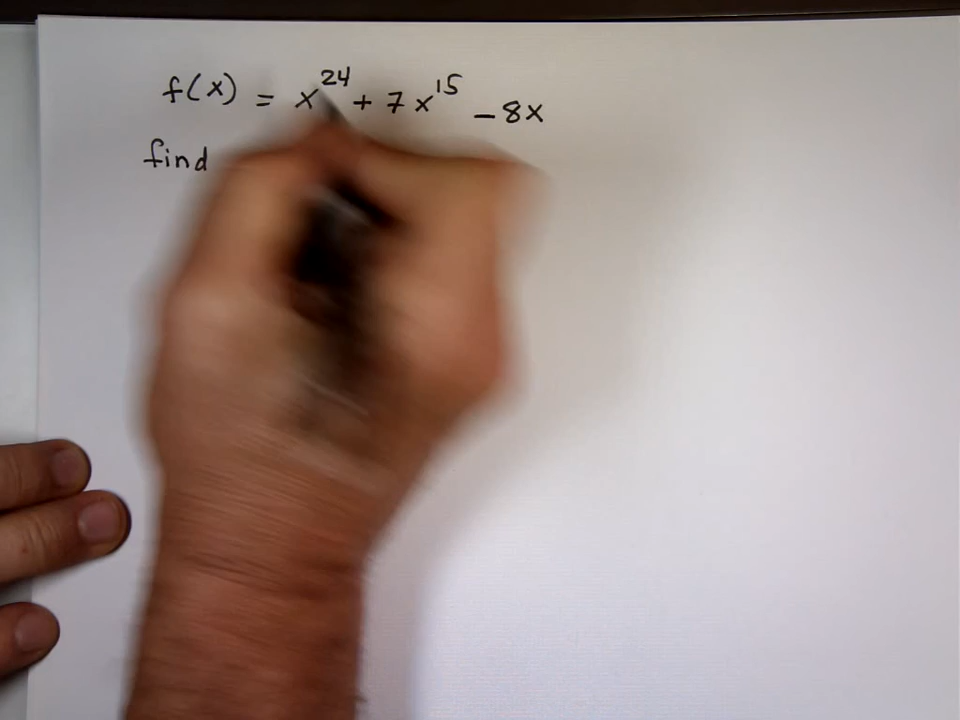 f(x) = x^24 + 7x^15 - 8x
find